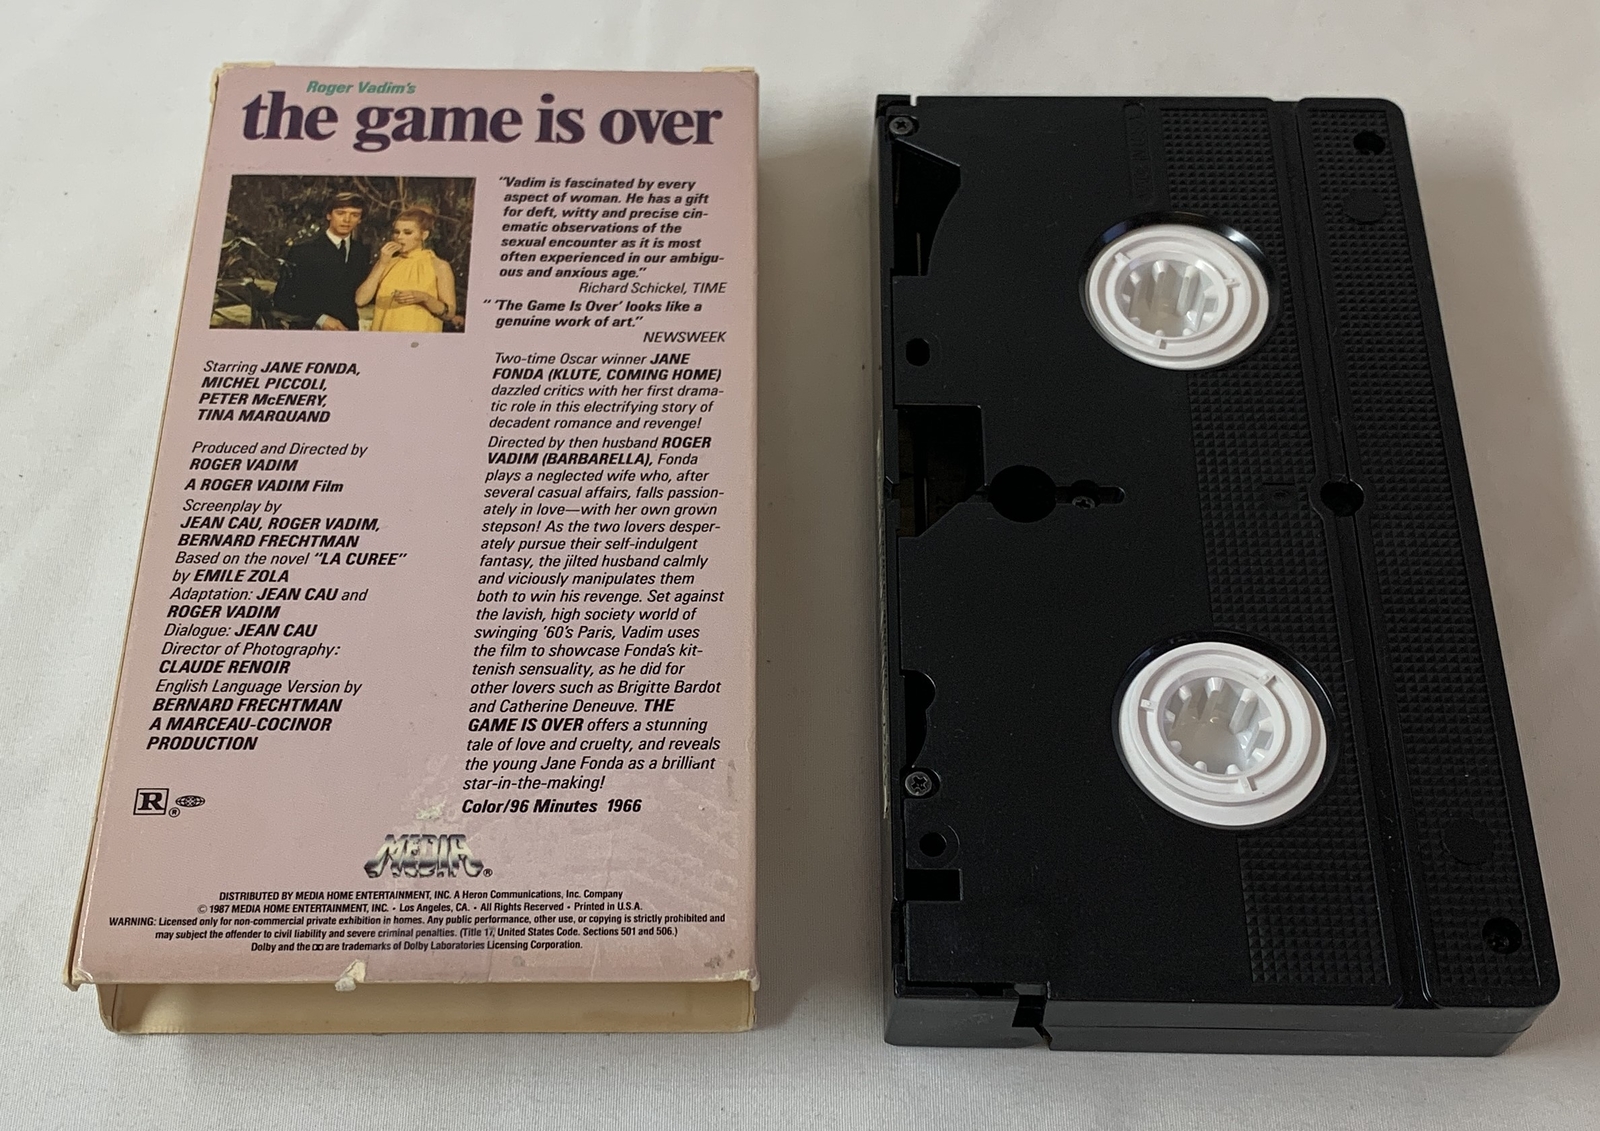 Roger Vadim's
the game is over
"Vadim is fascinated by every
aspect of woman. He has a gift
for deft, witty and precise cin-
ematic observations of the
sexual encounter as it is most
often experienced in our ambigu-
ous and anxious age."
Richard Schickel, TIME
" 'The Game Is Over' looks like a
genuine work of art."
NEWSWEEK
Starring JANE FONDA,
MICHEL PICCOLI,
PETER McENERY,
TINA MARQUAND
Produced and Directed by
ROGER VADIM
A ROGER VADIM Film
Screenplay by
JEAN CAU, ROGER VADIM,
BERNARD FRECHTMAN
Based on the novel "LA CUREE"
by EMILE ZOLA
Adaptation: JEAN CAU and
ROGER VADIM
Dialogue: JEAN CAU
Director of Photography:
CLAUDE RENOIR
English Language Version by
BERNARD FRECHTMAN
A MARCEAU-COCINOR
PRODUCTION
Two-time Oscar winner JANE
FONDA (KLUTE, COMING HOME)
dazzled critics with her first drama-
tic role in this electrifying story of
decadent romance and revenge!
Directed by then husband ROGER
VADIM (BARBARELLA), Fonda
plays a neglected wife who, after
several casual affairs, falls passion-
ately in love—with her own grown
stepson! As the two lovers desper-
ately pursue their self-indulgent
fantasy, the jilted husband calmly
and viciously manipulates them
both to win his revenge. Set against
the lavish, high society world of
swinging '60's Paris, Vadim uses
the film to showcase Fonda's kit-
tenish sensuality, as he did for
other lovers such as Brigitte Bardot
and Catherine Deneuve. THE
GAME IS OVER offers a stunning
tale of love and cruelty, and reveals
the young Jane Fonda as a brilliant
star-in-the-making!
Color/96 Minutes 1966
R ®
MEDIA ®
DISTRIBUTED BY MEDIA HOME ENTERTAINMENT, INC. A Heron Communications, Inc. Company
© 1987 MEDIA HOME ENTERTAINMENT, INC. • Los Angeles, CA. • All Rights Reserved • Printed in U.S.A.
WARNING: Licensed only for non-commercial private exhibition in homes. Any public performance, other use, or copying is strictly prohibited and
may subject the offender to civil liability and severe criminal penalties. (Title 17, United States Code. Sections 501 and 506.)
Dolby and the DD are trademarks of Dolby Laboratories Licensing Corporation.